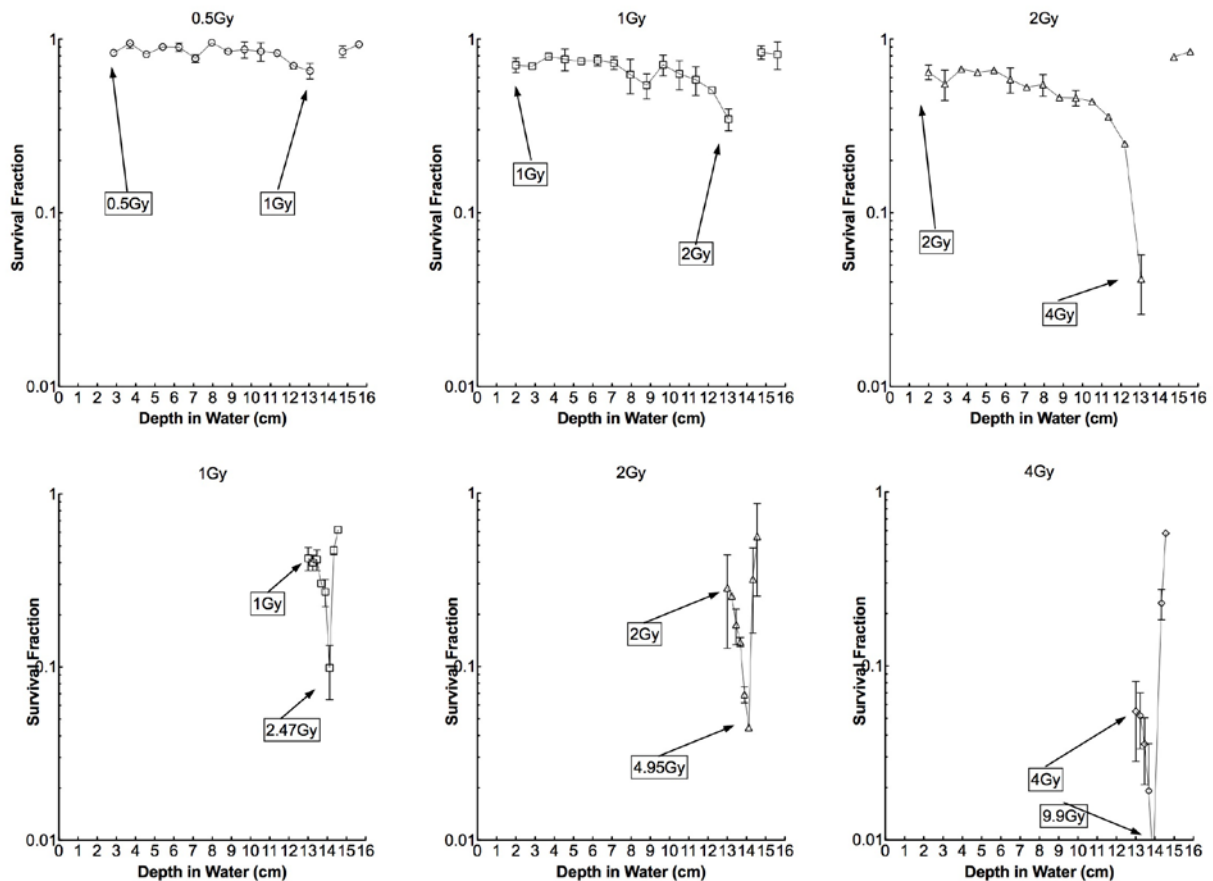 0.5Gy
1
0.1
0.01
Survival Fraction
0.5Gy
1Gy
0 1 2 3 4 5 6 7 8 9 10 11 12 13 14 15 16
Depth in Water (cm)
1Gy
1
0.1
0.01
Survival Fraction
1Gy
2Gy
0 1 2 3 4 5 6 7 8 9 10 11 12 13 14 15 16
Depth in Water (cm)
2Gy
1
0.1
0.01
Survival Fraction
2Gy
4Gy
0 1 2 3 4 5 6 7 8 9 10 11 12 13 14 15 16
Depth in Water (cm)
1Gy
1
0.1
0.01
Survival Fraction
1Gy
2.47Gy
0 1 2 3 4 5 6 7 8 9 10 11 12 13 14 15 16
Depth in Water (cm)
2Gy
1
0.1
0.01
Survival Fraction
2Gy
4.95Gy
0 1 2 3 4 5 6 7 8 9 10 11 12 13 14 15 16
Depth in Water (cm)
4Gy
1
0.1
0.01
Survival Fraction
4Gy
9.9Gy
0 1 2 3 4 5 6 7 8 9 10 11 12 13 14 15 16
Depth in Water (cm)